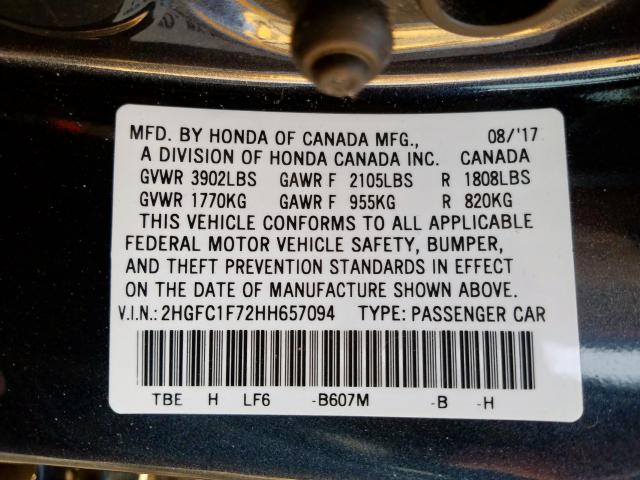 MFD. BY HONDA OF CANADA MFG., 08/'17
A DIVISION OF HONDA CANADA INC. CANADA
GVWR 3902LBS GAWR F 2105LBS R 1808LBS
GVWR 1770KG GAWR F 955KG R 820KG
THIS VEHICLE CONFORMS TO ALL APPLICABLE
FEDERAL MOTOR VEHICLE SAFETY, BUMPER,
AND THEFT PREVENTION STANDARDS IN EFFECT
ON THE DATE OF MANUFACTURE SHOWN ABOVE.
V.I.N.: 2HGFC1F72HH657094 TYPE: PASSENGER CAR
TBE H LF6 -B607M -B -H